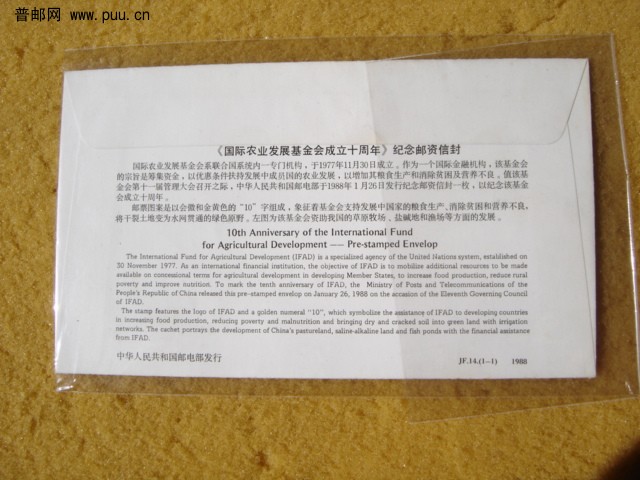 普邮网 www.puu.cn
《国际农业发展基金会成立十周年》纪念邮资信封
国际农业发展基金会系联合国系统内一专门机构，于1977年11月30日成立。作为一个国际金融机构，该基金会
的宗旨是筹集资金，以优惠条件扶持发展中成员国的农业发展，以增加其粮食生产和消除贫困及营养不良。值该基
金会第十一届管理大会召开之际，中华人民共和国邮电部于1988年1月26日发行纪念邮资信封一枚，以纪念该基金
会成立十周年。
邮票图案是以会徽和金黄色的“10”字组成，象征着基金会支持发展中国家的粮食生产、消除贫困和营养不良，
将干裂土地变为水网贯通的绿色原野。左图为该基金会资助我国的草原牧场、盐碱地和渔场等方面的发展。
10th Anniversary of the International Fund
for Agricultural Development —— Pre-stamped Envelop
The International Fund for Agricultural Development (IFAD) is a specialized agency of the United Nations system, established on
30 November 1977. As an international financial institution, the objective of IFAD is to mobilize additional resources to be made
available on concessional terms for agricultural development in developing Member States, to increase food production, reduce rural
poverty and improve nutrition. To mark the tenth anniversary of IFAD, the Ministry of Posts and Telecommunications of the
People's Republic of China released this pre-stamped envelop on January 26, 1988 on the accasion of the Eleventh Governing Council
of IFAD.
The stamp features the logo of IFAD and a golden numeral "10", which symbolize the assistance of IFAD to developing countries
in increasing food production, reducing poverty and malnutrition and bringing dry and cracked soil into green land with irrigation
networks. The cachet portrays the development of China's pastureland, saline-alkaline land and fish ponds with the financial assistance
from IFAD.
中华人民共和国邮电部发行
JF.14.(1-1) 1988